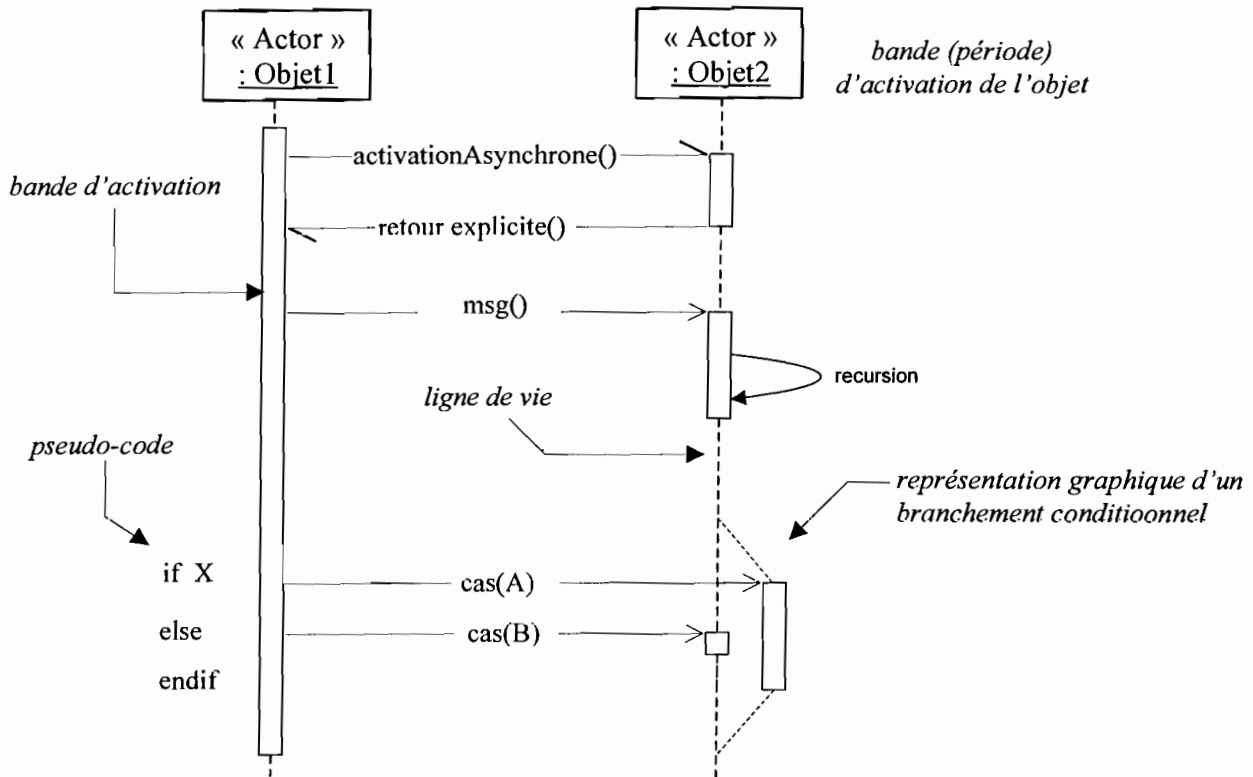 « Actor »
: Objet1
« Actor »
: Objet2
bande (période)
d’activation de l’objet
activationAsynchrone()
bande d’activation
retour explicite()
msg()
recursion
ligne de vie
pseudo-code
représentation graphique d’un
branchement conditioonnel
if X
cas(A)
else
cas(B)
endif